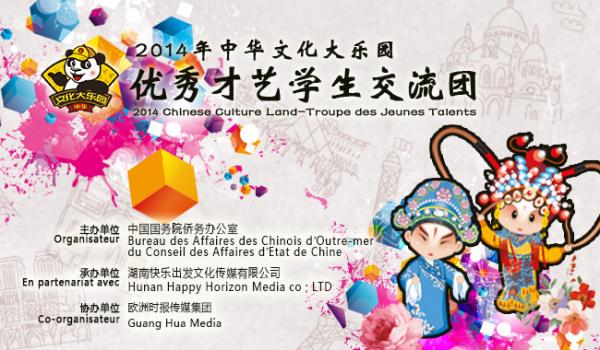 2014年中华文化大乐园
优秀才艺学生交流团
2014 Chinese Culture Land-Troupe des Jeunes Talents
文化大乐园
中华
主办单位 中国国务院侨务办公室
Organisateur Bureau des Affaires des Chinois d'Outre-mer
du Conseil des Affaires d'Etat de Chine
承办单位 湖南快乐出发文化传媒有限公司
En partenariat avec Hunan Happy Horizon Media co ; LTD
协办单位 欧洲时报传媒集团
Co-organisateur Guang Hua Media